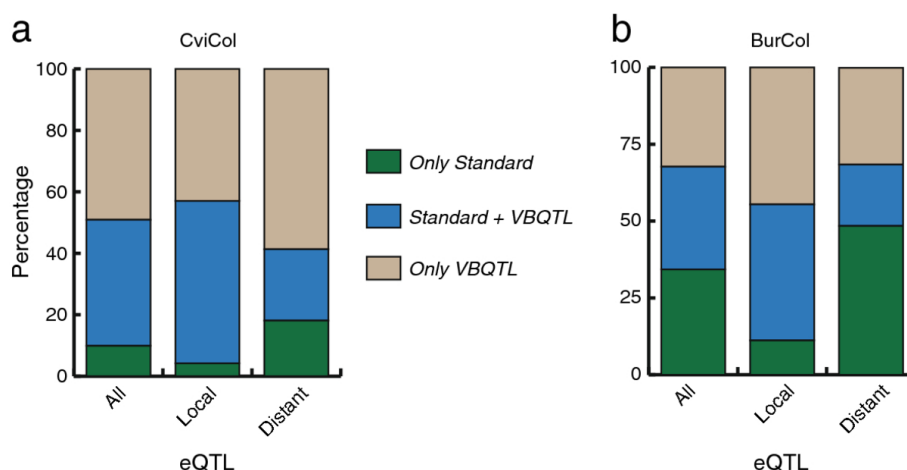 a
CviCol
Percentage
100
80
60
40
20
0
All
Local
Distant
eQTL
Only Standard
Standard + VBQTL
Only VBQTL
b
BurCol
100
75
50
25
0
All
Local
Distant
eQTL